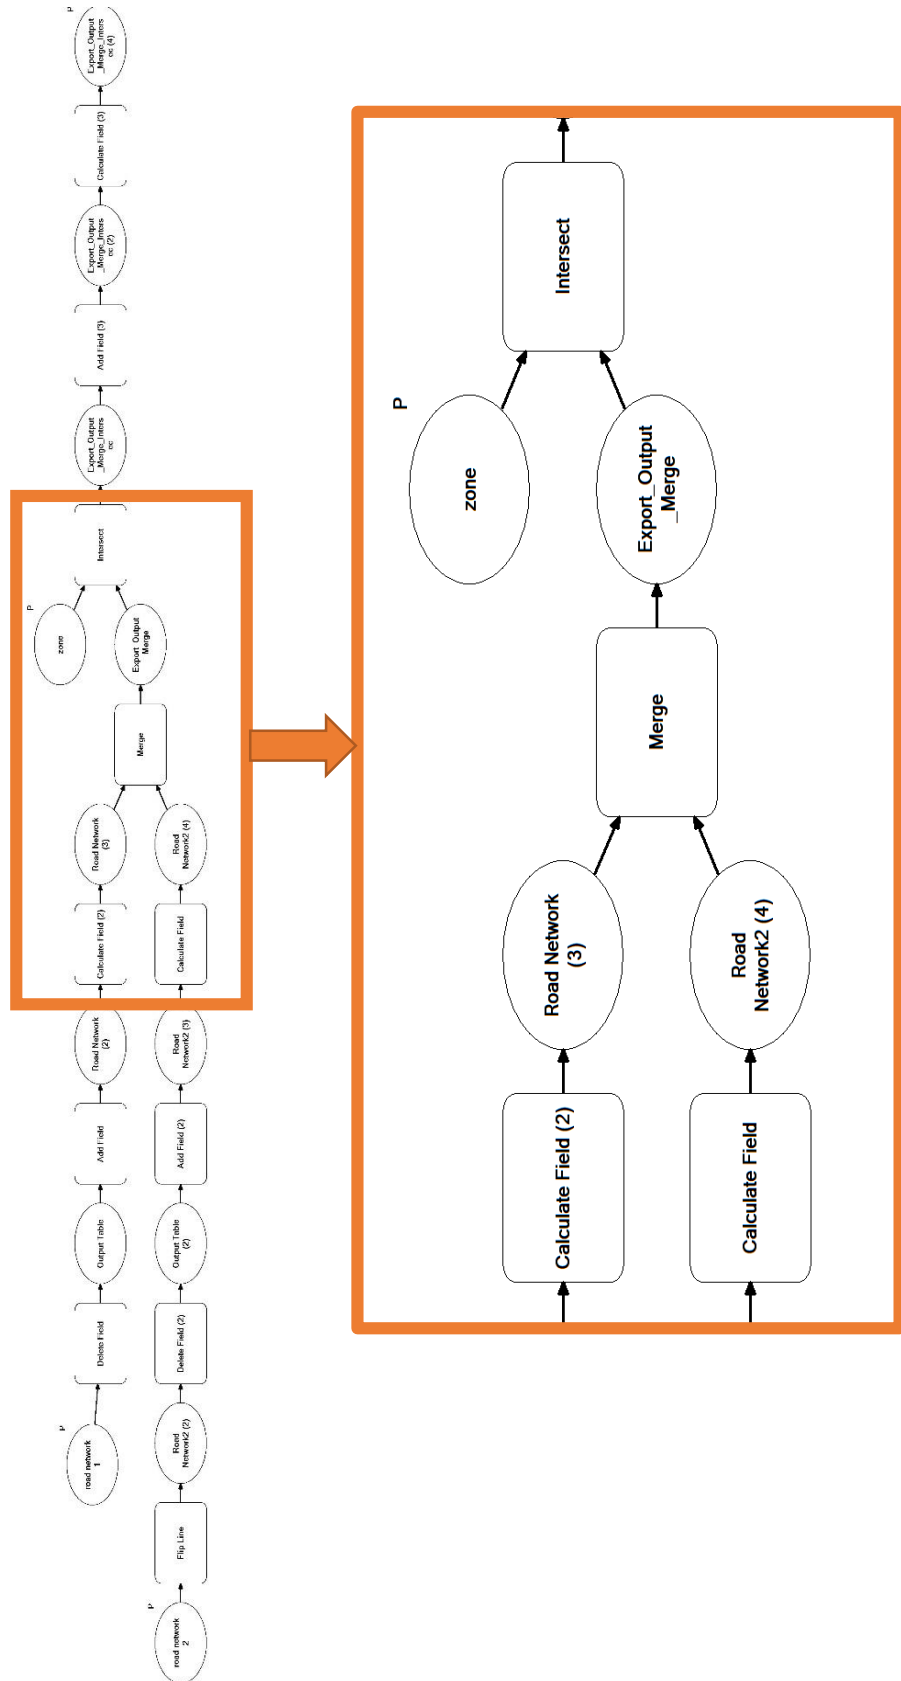 P
road network
2
Flip Line
Road
Network2 (2)
Delete Field (2)
Output Table
(2)
Add Field (2)
Road
Network2 (3)
Calculate Field
Road
Network2 (4)
P
road network
1
Delete Field
Output Table
Add Field
Road Network
(2)
Calculate Field (2)
Road Network
(3)
Merge
Export_Output
Merge
P
zone
Intersect
Export_Output
_Merge_Inters
ec
Add Field (3)
Export_Output
_Merge_Inters
ec (2)
Calculate Field (3)
P
Export_Output
_Merge_Inters
ec (4)
Calculate Field (2)
Road Network
(3)
Calculate Field
Road
Network2 (4)
Merge
Export_Output
_Merge
P
zone
Intersect